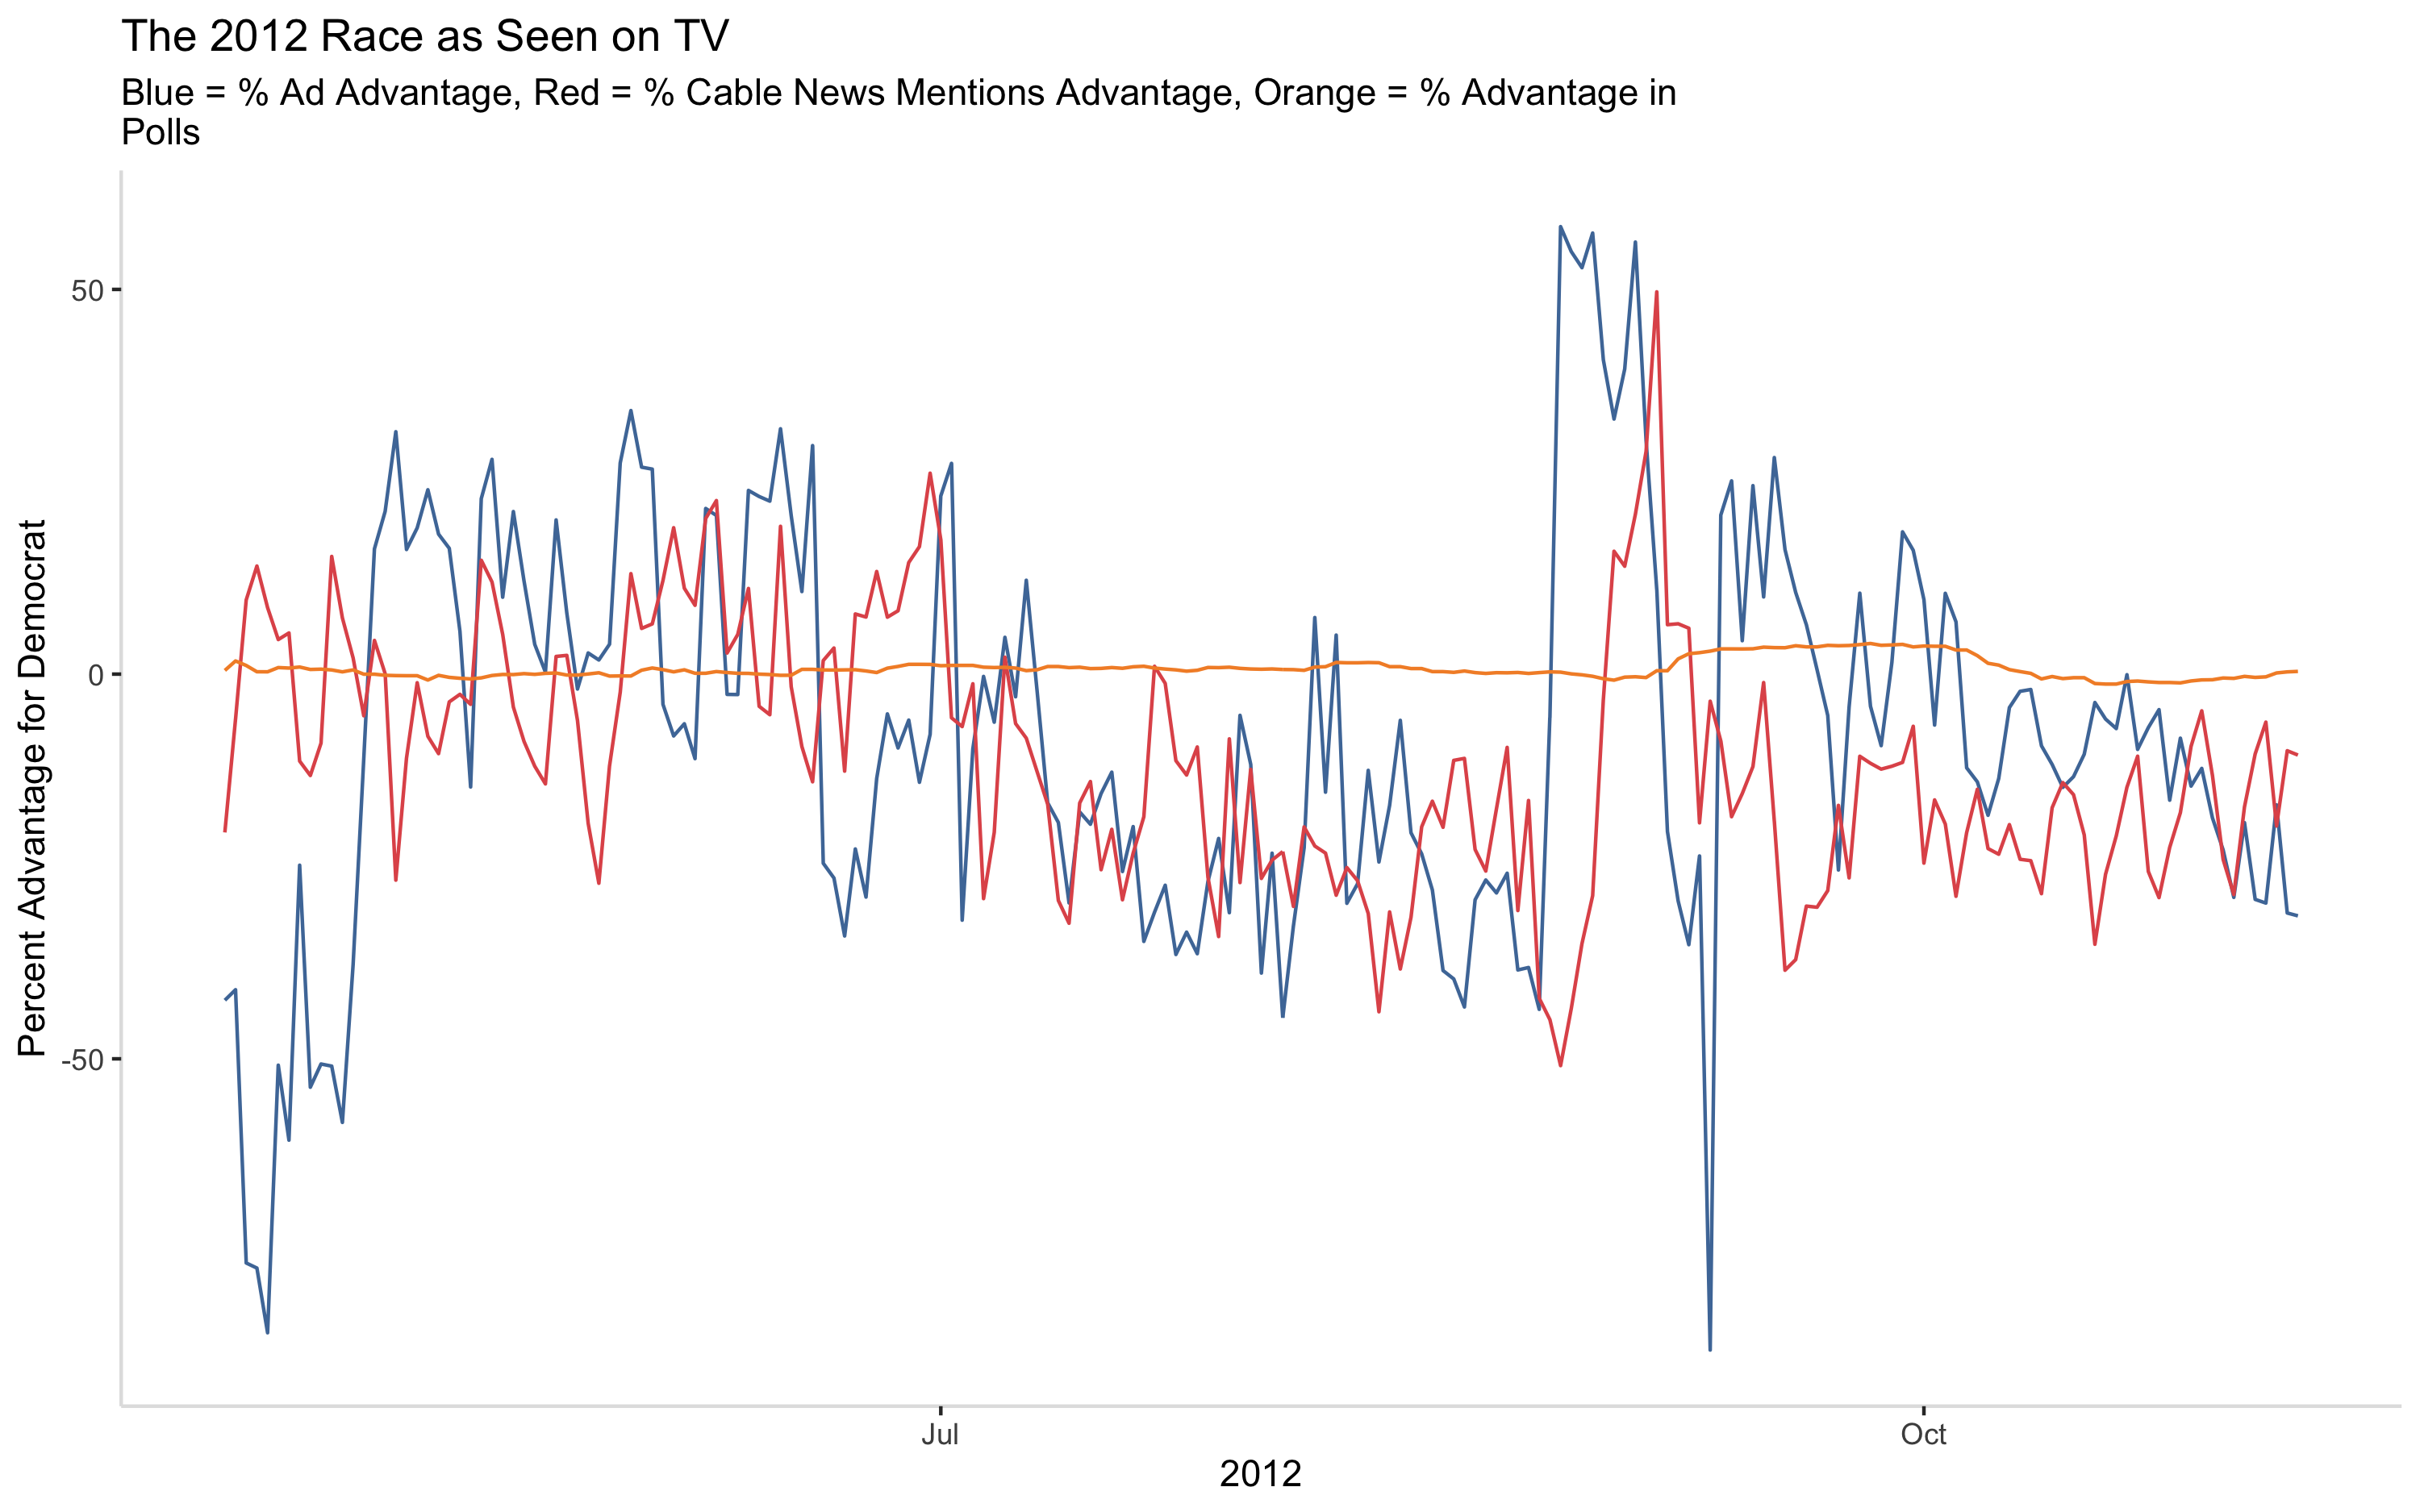 The 2012 Race as Seen on TV
Blue = % Ad Advantage, Red = % Cable News Mentions Advantage, Orange = % Advantage in
Polls
Percent Advantage for Democrat
50
0
-50
Jul
Oct
2012